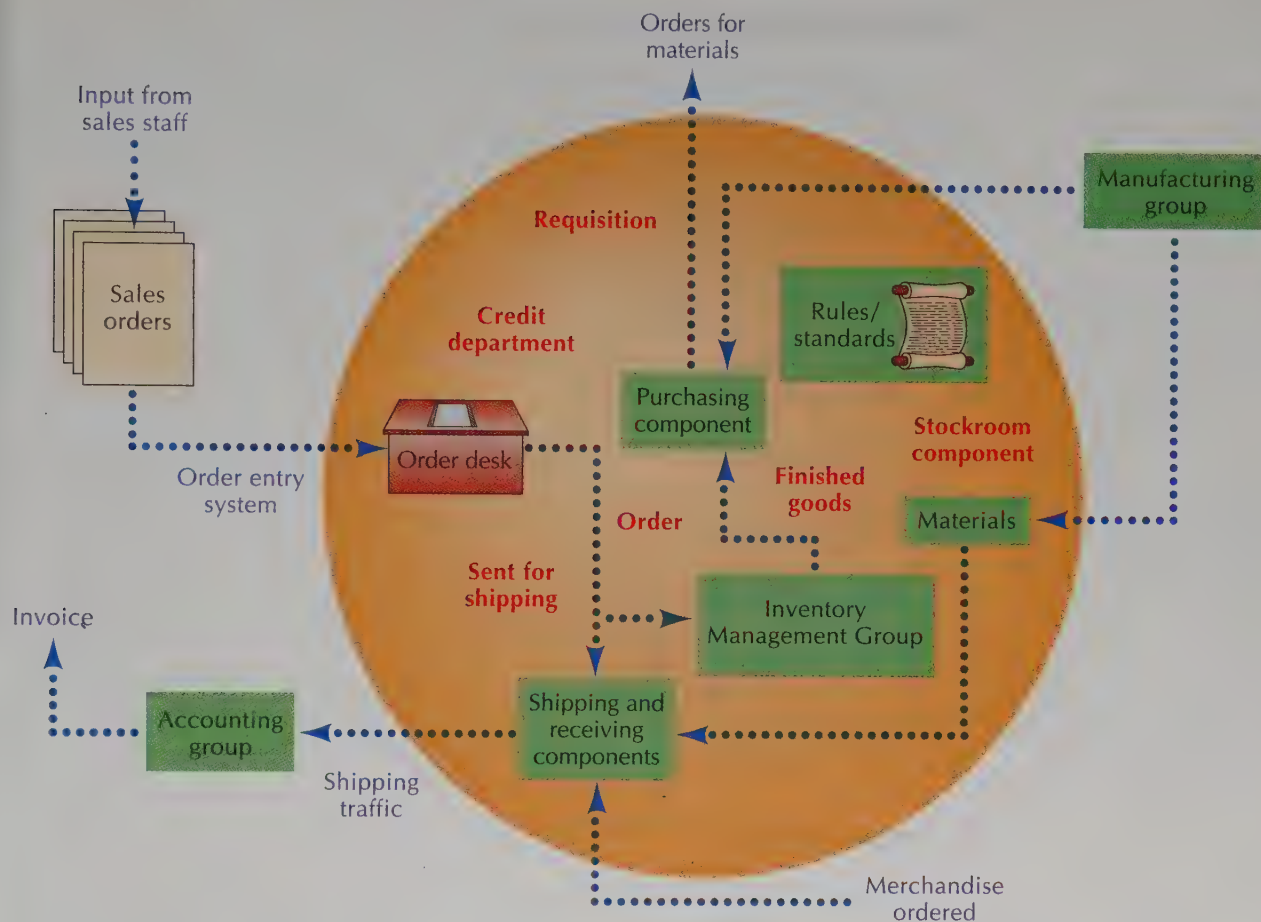 Orders for
materials
Input from
sales staff
Manufacturing
group
Requisition
Sales
orders
Rules/
standards
Credit
department
Purchasing
component
Stockroom
component
Order desk
Order entry
system
Finished
goods
Materials
Order
Sent for
shipping
Inventory
Management Group
Invoice
Shipping and
receiving
components
Accounting
group
Shipping
traffic
Merchandise
ordered